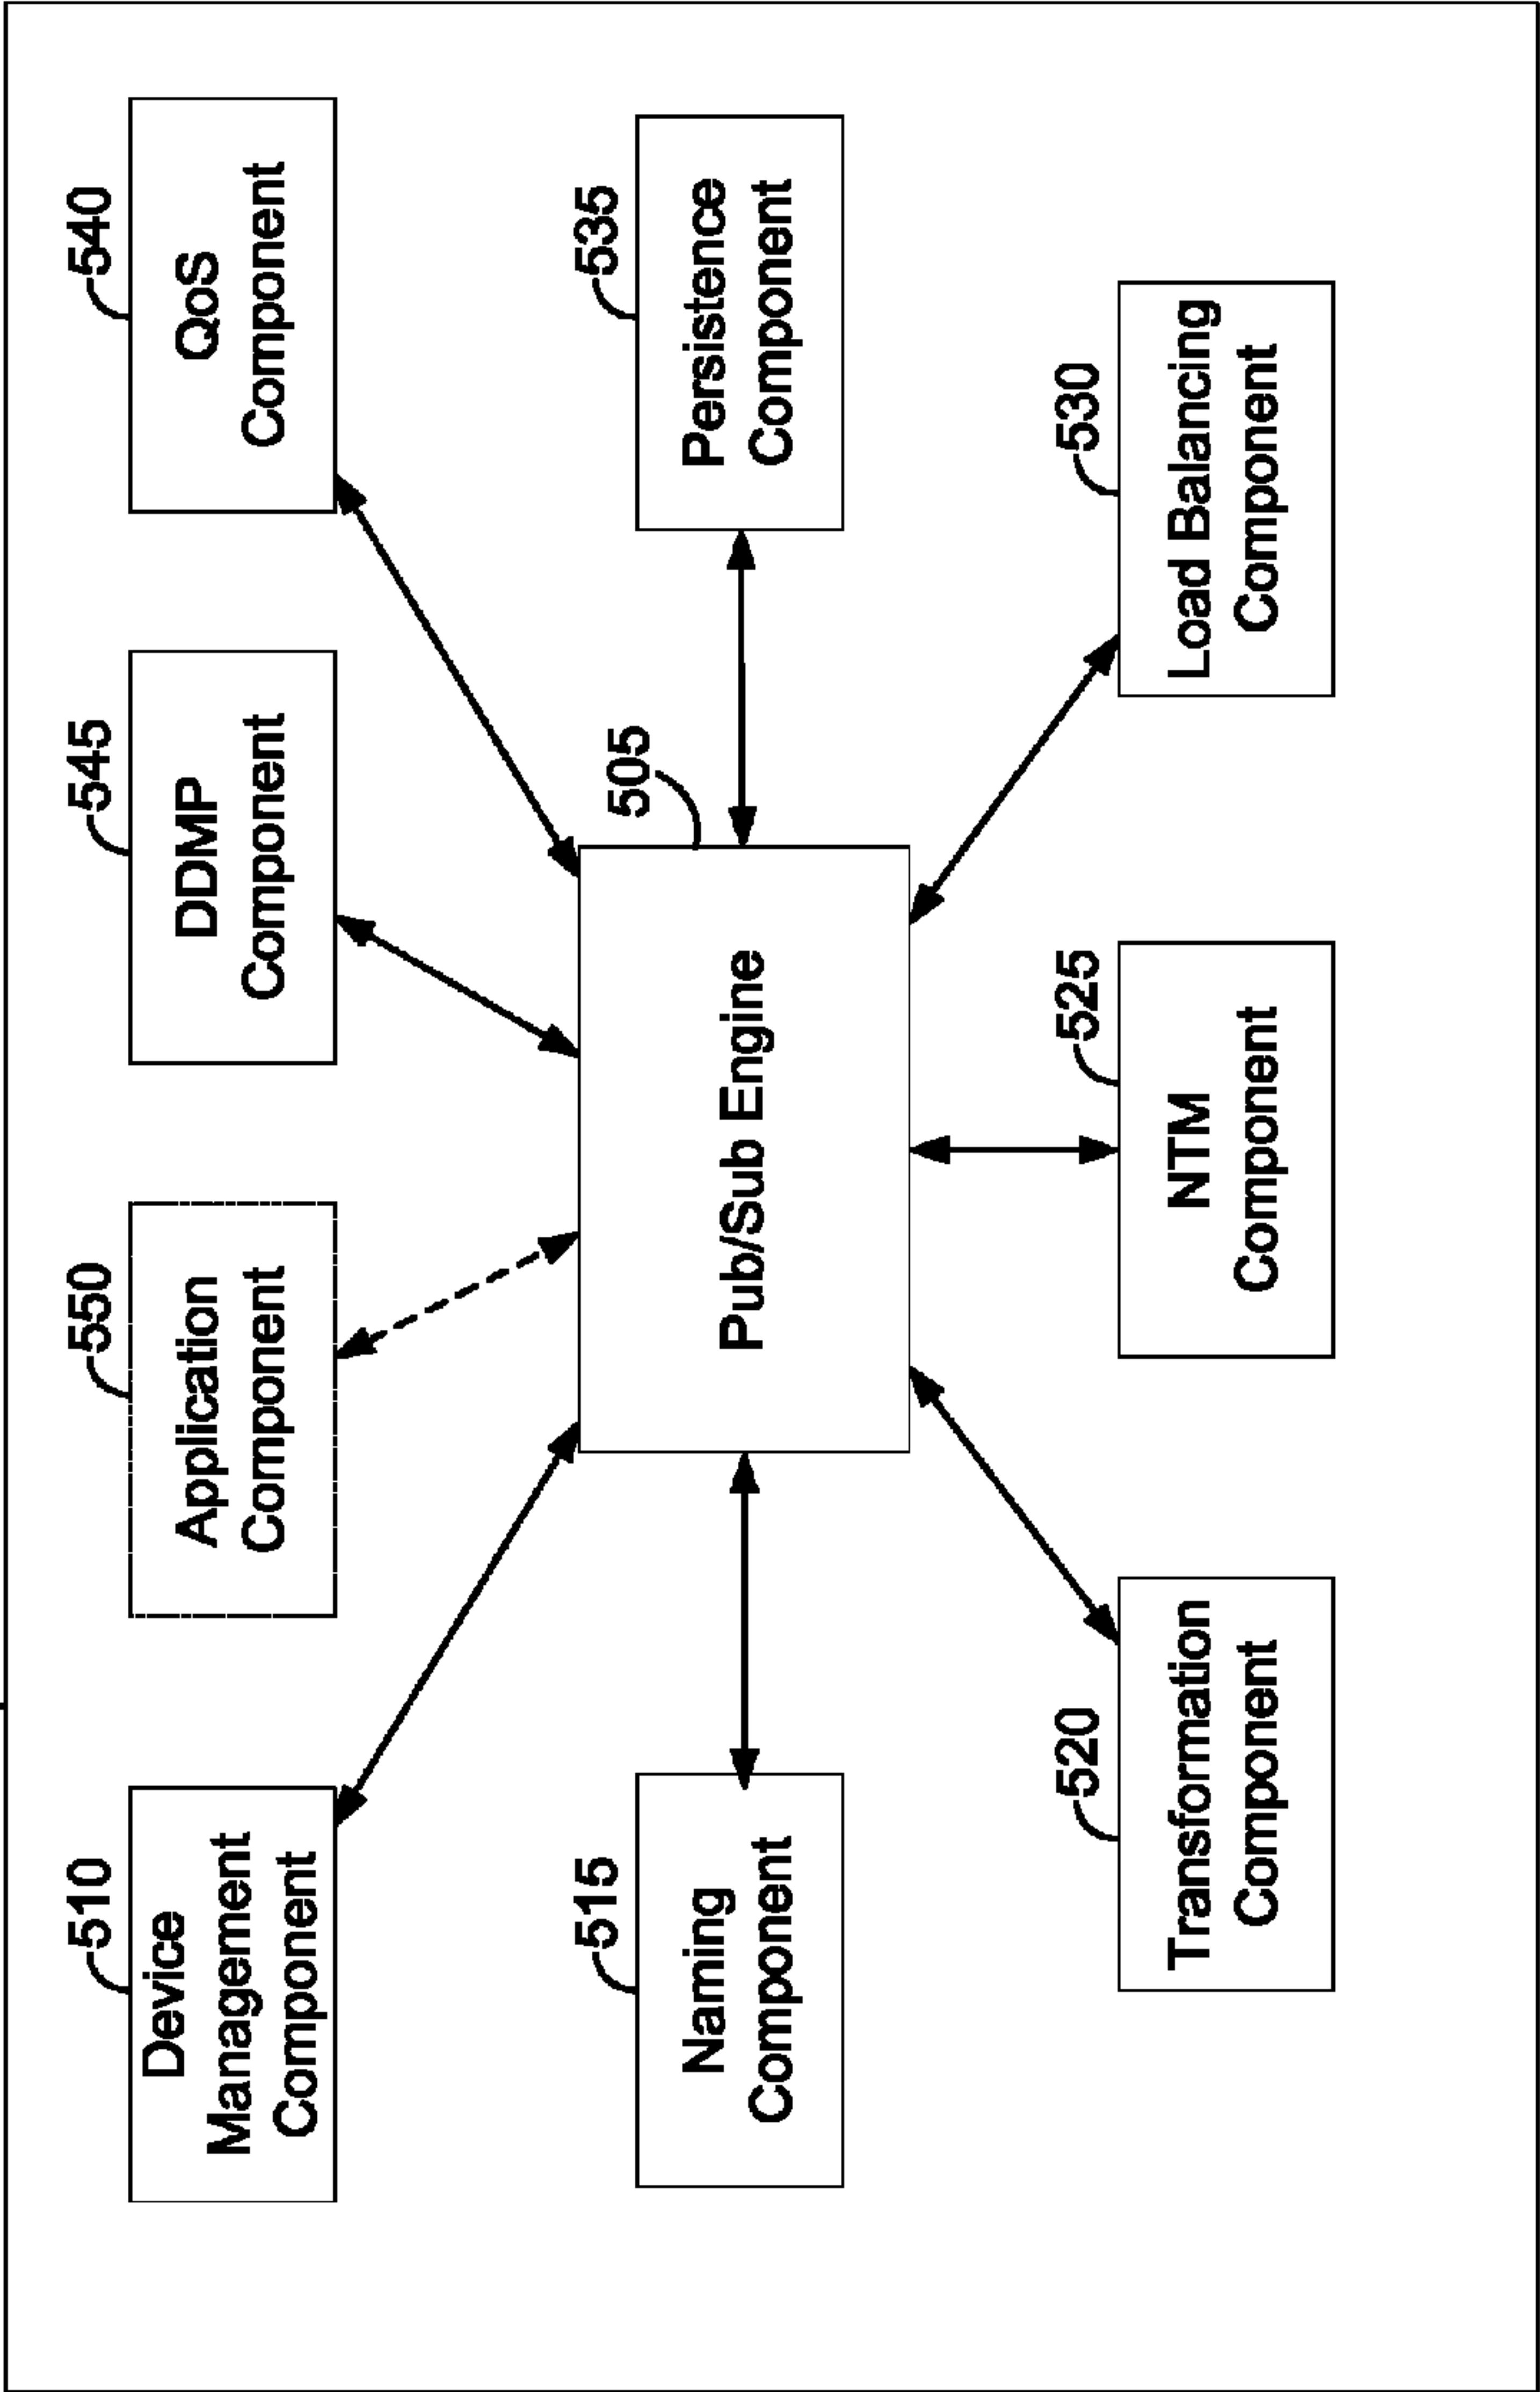 510
Device
Management
Component
550
Application
Component
545
DDMP
Component
540
QoS
Component
515
Naming
Component
505
Pub/Sub Engine
535
Persistence
Component
520
Transformation
Component
525
NTM
Component
530
Load Balancing
Component